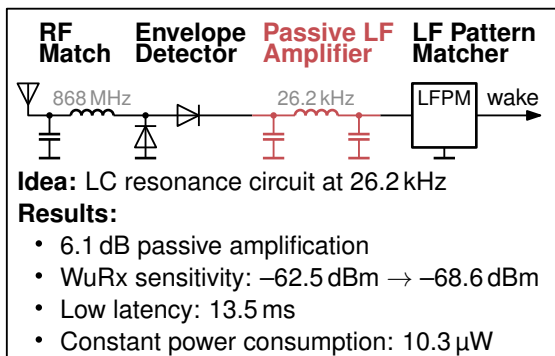 RF Match
Envelope Detector
Passive LF Amplifier
LF Pattern Matcher
868 MHz
26.2 kHz
LFPM
wake
Idea: LC resonance circuit at 26.2 kHz
Results:
• 6.1 dB passive amplification
• WuRx sensitivity: –62.5 dBm → –68.6 dBm
• Low latency: 13.5 ms
• Constant power consumption: 10.3 µW